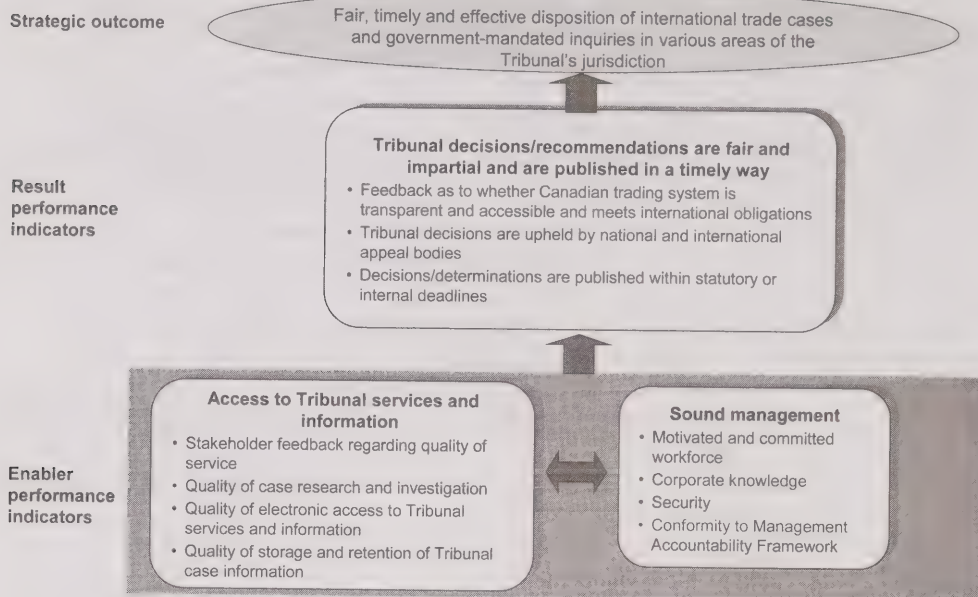 Strategic outcome
Fair, timely and effective disposition of international trade cases
and government-mandated inquiries in various areas of the
Tribunal's jurisdiction
Result
performance
indicators
Tribunal decisions/recommendations are fair and
impartial and are published in a timely way
• Feedback as to whether Canadian trading system is
transparent and accessible and meets international obligations
• Tribunal decisions are upheld by national and international
appeal bodies
• Decisions/determinations are published within statutory or
internal deadlines
Enabler
performance
indicators
Access to Tribunal services and
information
• Stakeholder feedback regarding quality of
service
• Quality of case research and investigation
• Quality of electronic access to Tribunal
services and information
• Quality of storage and retention of Tribunal
case information
Sound management
• Motivated and committed
workforce
• Corporate knowledge
• Security
• Conformity to Management
Accountability Framework